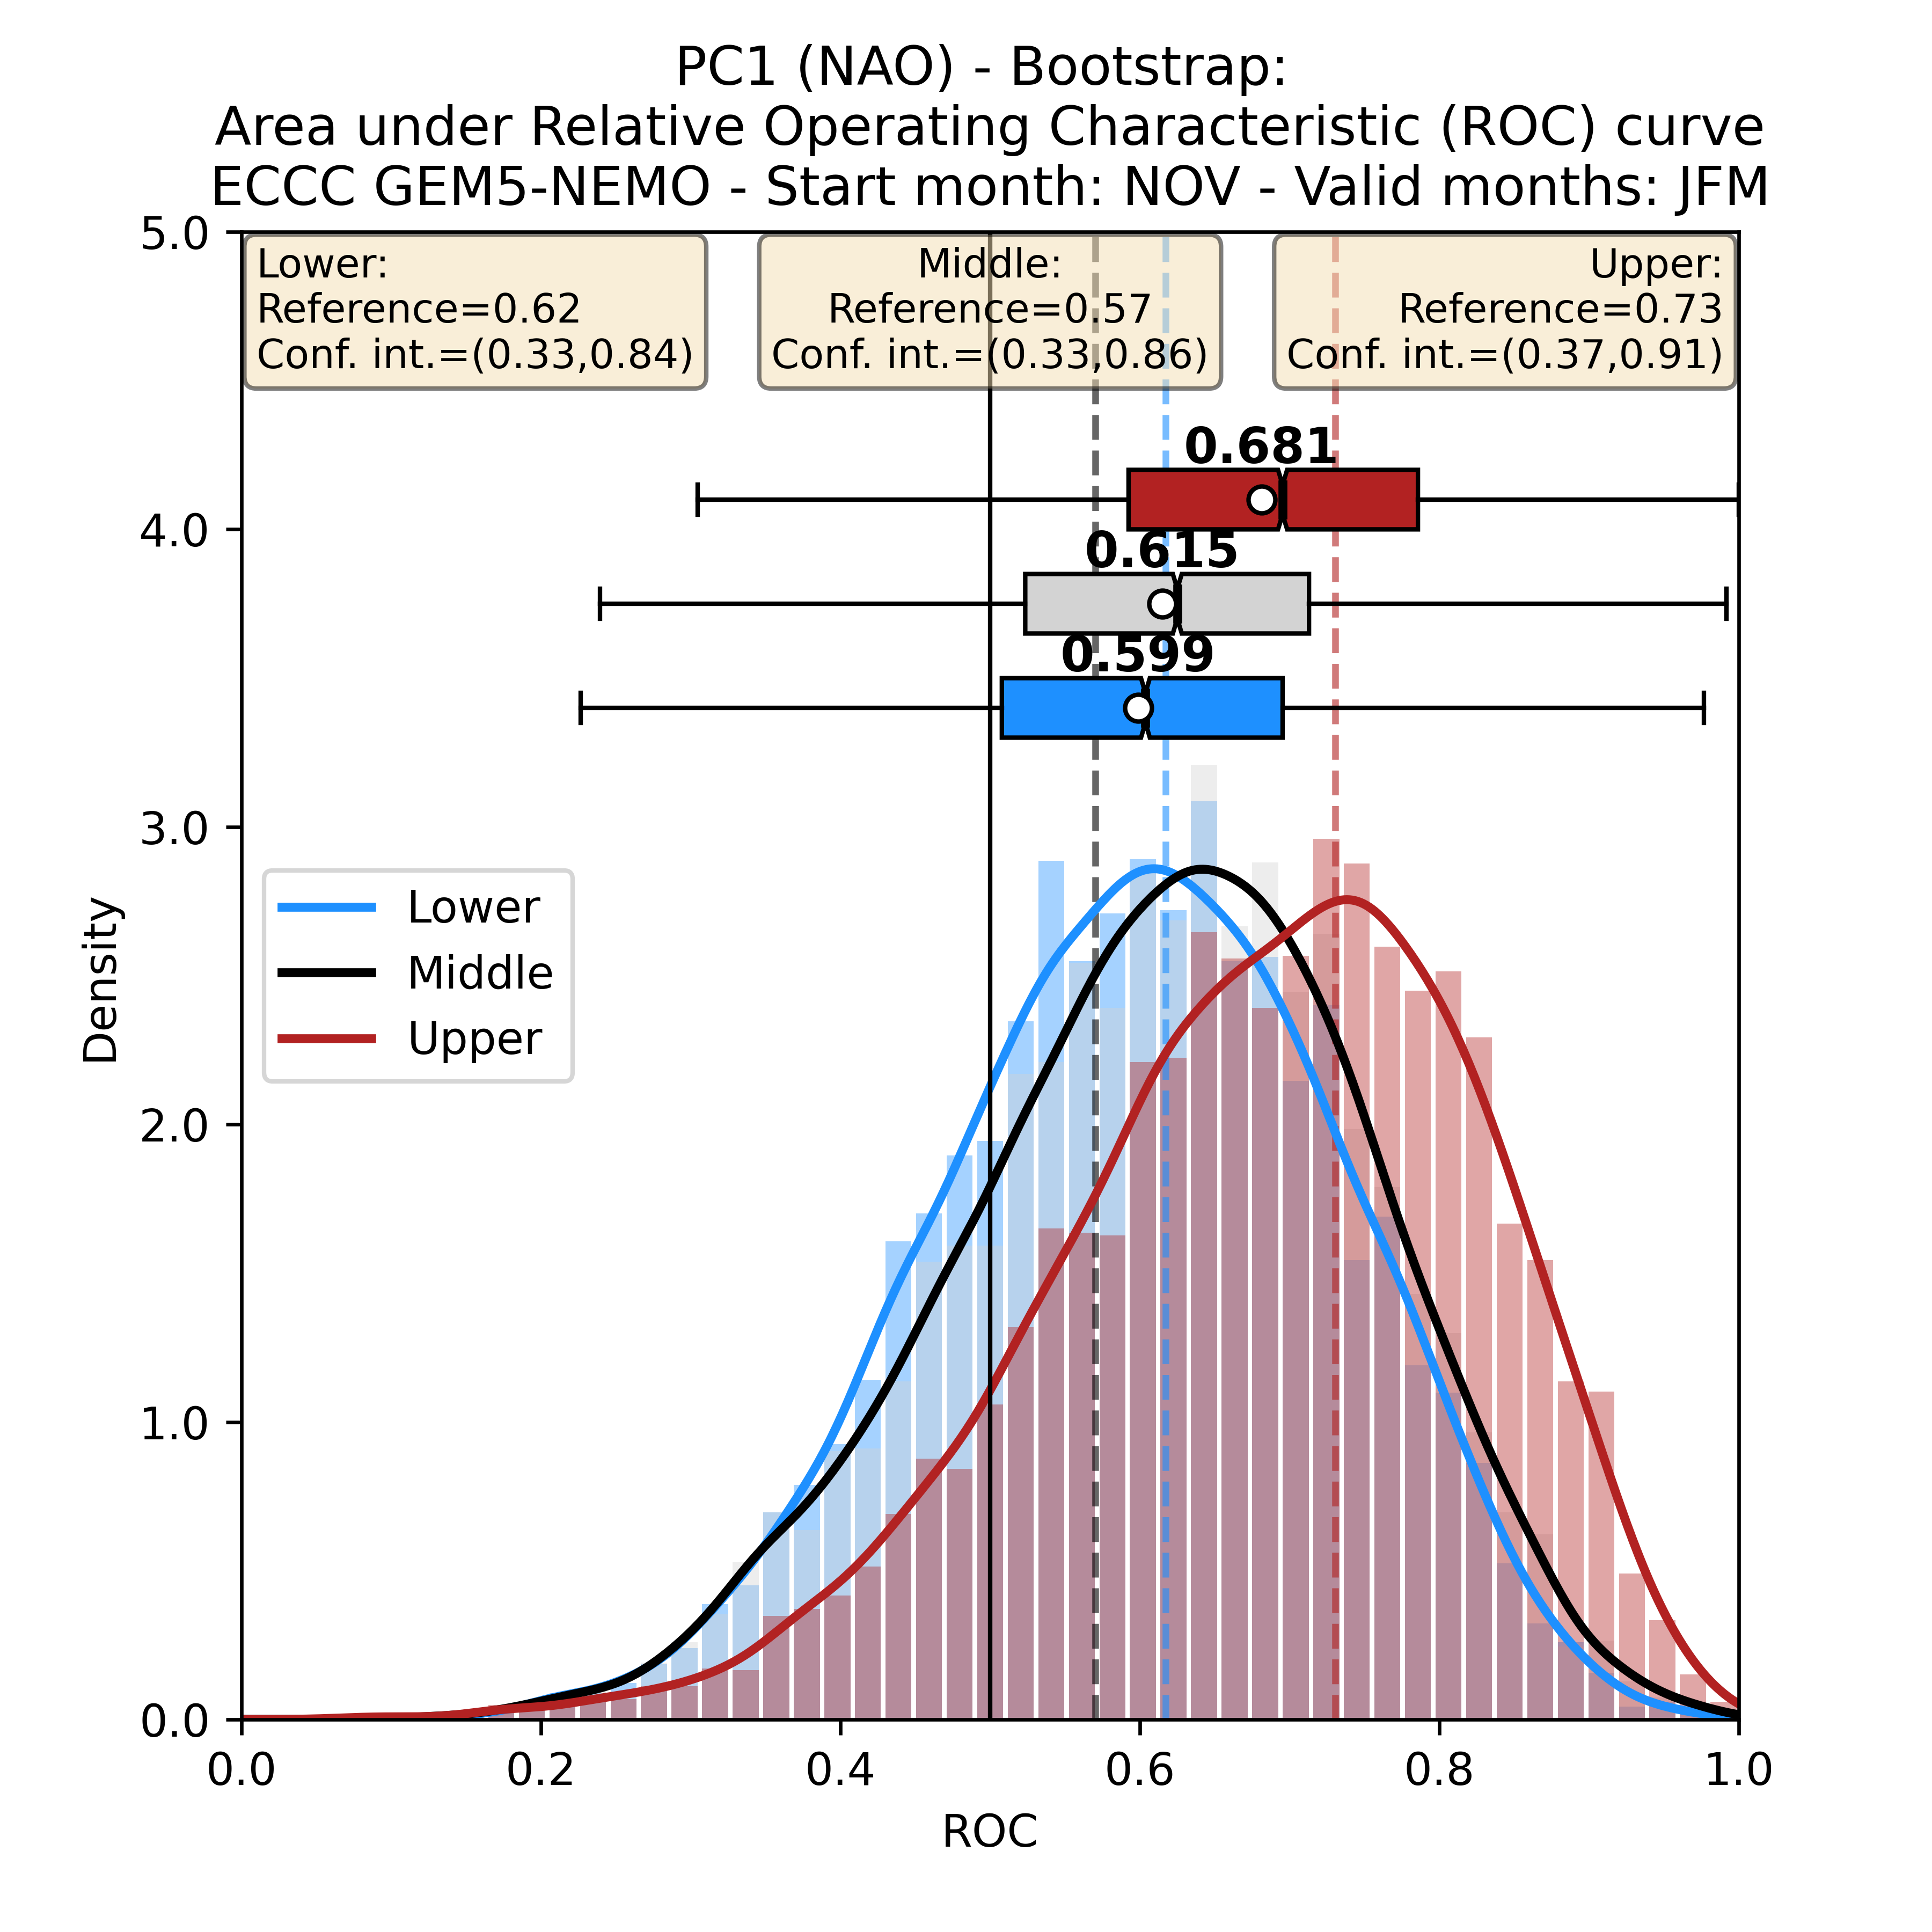 PC1 (NAO) - Bootstrap:
Area under Relative Operating Characteristic (ROC) curve
ECCC GEM5-NEMO - Start month: NOV - Valid months: JFM
Lower:
Reference=0.62
Conf. int.=(0.33,0.84)
Middle:
Reference=0.57
Conf. int.=(0.33,0.86)
Upper:
Reference=0.73
Conf. int.=(0.37,0.91)
0.681
0.615
0.599
Lower
Middle
Upper
Density
5.0
4.0
3.0
2.0
1.0
0.0
0.0 0.2 0.4 0.6 0.8 1.0
ROC